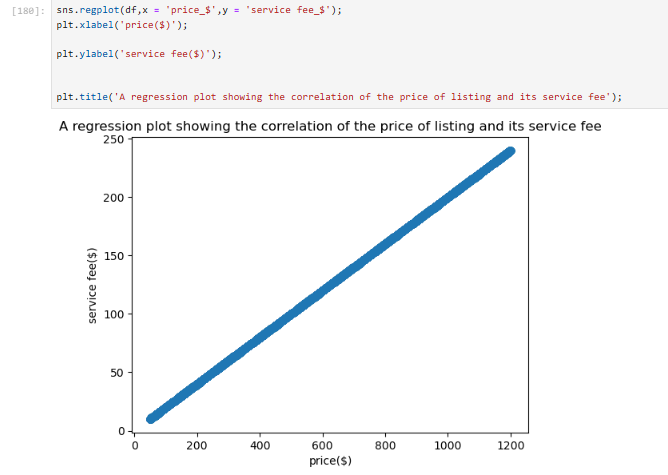 [180]: sns.regplot(df,x = 'price_$',y = 'service fee_$');
plt.xlabel('price($)');
plt.ylabel('service fee($)');
plt.title('A regression plot showing the correlation of the price of listing and its service fee');
A regression plot showing the correlation of the price of listing and its service fee
250
200
150
100
50
0
service fee($)
0 200 400 600 800 1000 1200
price($)